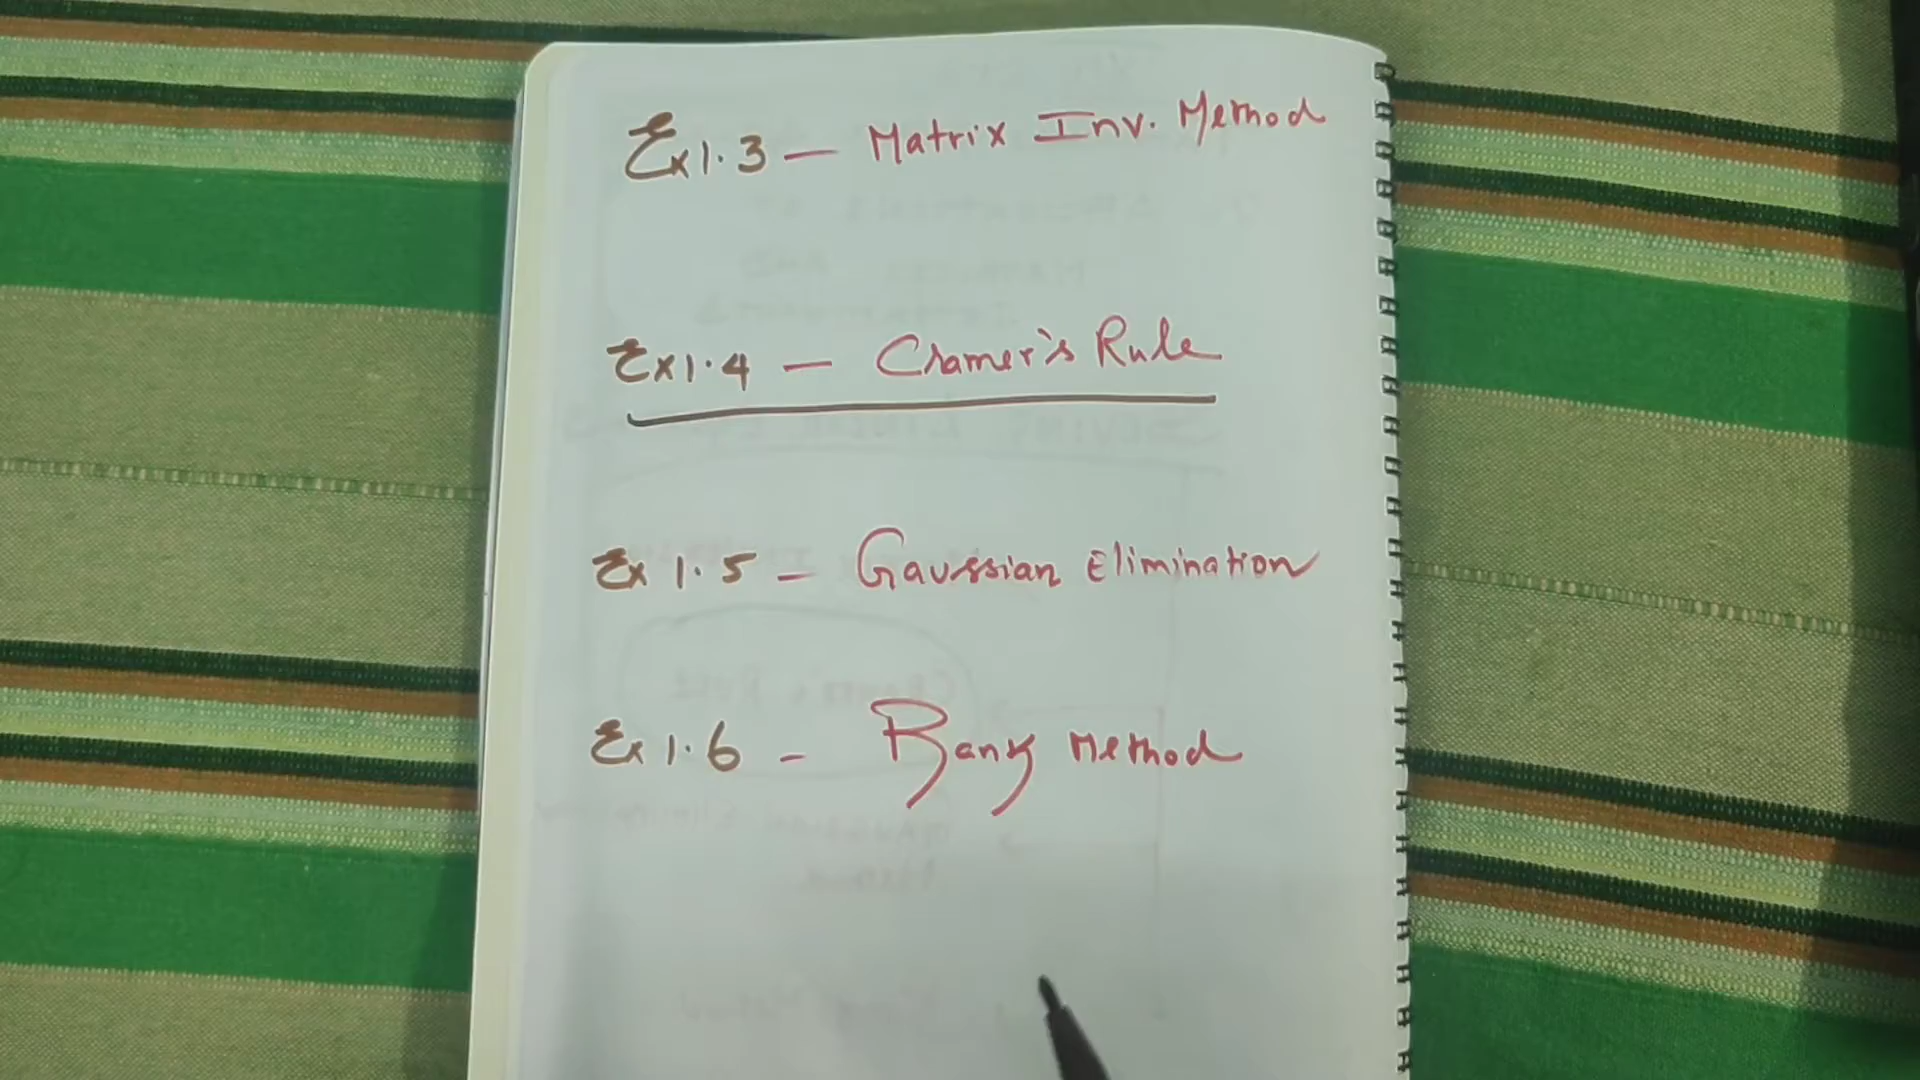 Ex 1.3 — Matrix Inv. Method
Ex 1.4 — Cramer's Rule
Ex 1.5 — Gaussian Elimination
Ex 1.6 - Rank Method